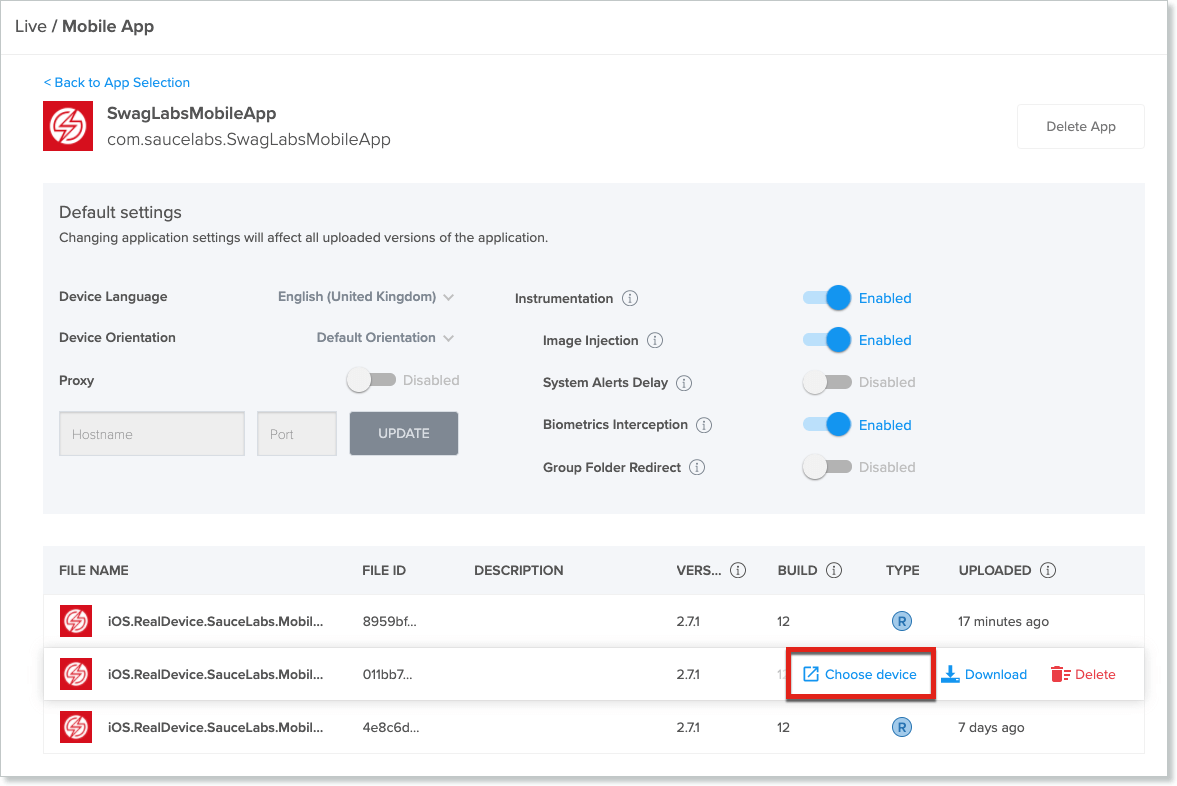 Live / Mobile App
< Back to App Selection
SwagLabsMobileApp
com.saucelabs.SwagLabsMobileApp
Delete App
Default settings
Changing application settings will affect all uploaded versions of the application.
Device Language English (United Kingdom)
Device Orientation Default Orientation
Proxy Disabled
Hostname Port UPDATE
Instrumentation Enabled
Image Injection Enabled
System Alerts Delay Disabled
Biometrics Interception Enabled
Group Folder Redirect Disabled
FILE NAME FILE ID DESCRIPTION VERS... BUILD TYPE UPLOADED
iOS.RealDevice.SauceLabs.Mobil... 8959bf... 2.7.1 12 R 17 minutes ago
iOS.RealDevice.SauceLabs.Mobil... 011bb7... 2.7.1 Choose device Download Delete
iOS.RealDevice.SauceLabs.Mobil... 4e8c6d... 2.7.1 12 R 7 days ago